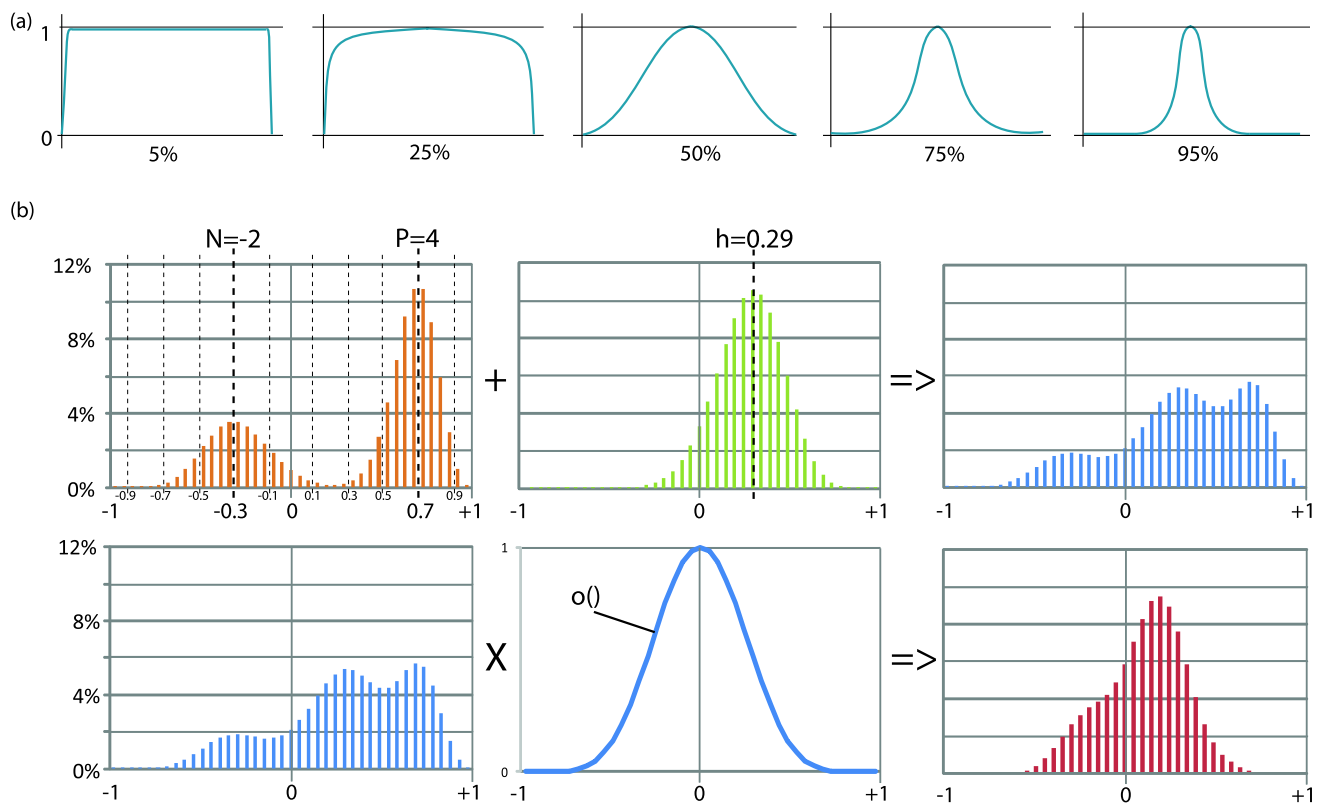 (a)
1
0
5% 25% 50% 75% 95%
(b)
N=-2 P=4 h=0.29
12%
8%
4%
0%
-0.9 -0.7 -0.5 -0.1 0.1 0.3 0.5 0.9
-1 -0.3 0 0.7 +1
+
-1 0 +1
=>
-1 0 +1
12%
8%
4%
0%
-1 0 +1
X
1
o()
0
0 +1
=>
-1 0 +1